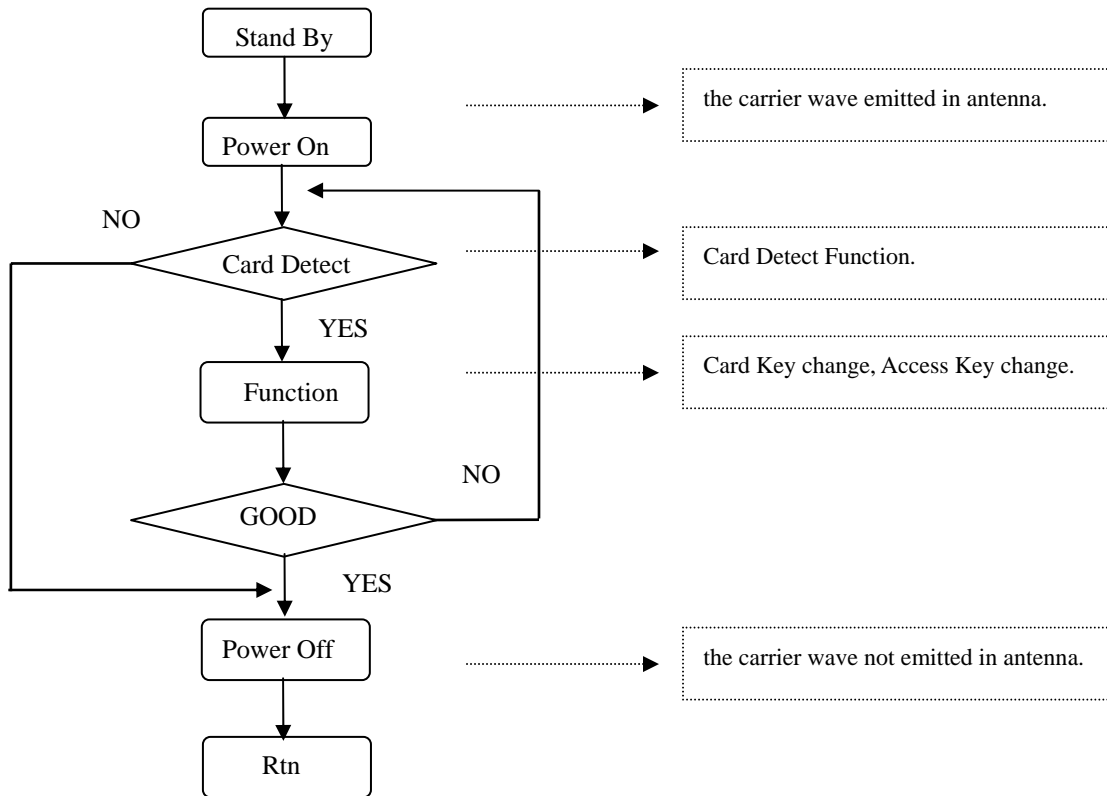 Stand By
the carrier wave emitted in antenna.
Power On
NO
Card Detect
Card Detect Function.
YES
Card Key change, Access Key change.
Function
NO
GOOD
YES
Power Off
the carrier wave not emitted in antenna.
Rtn